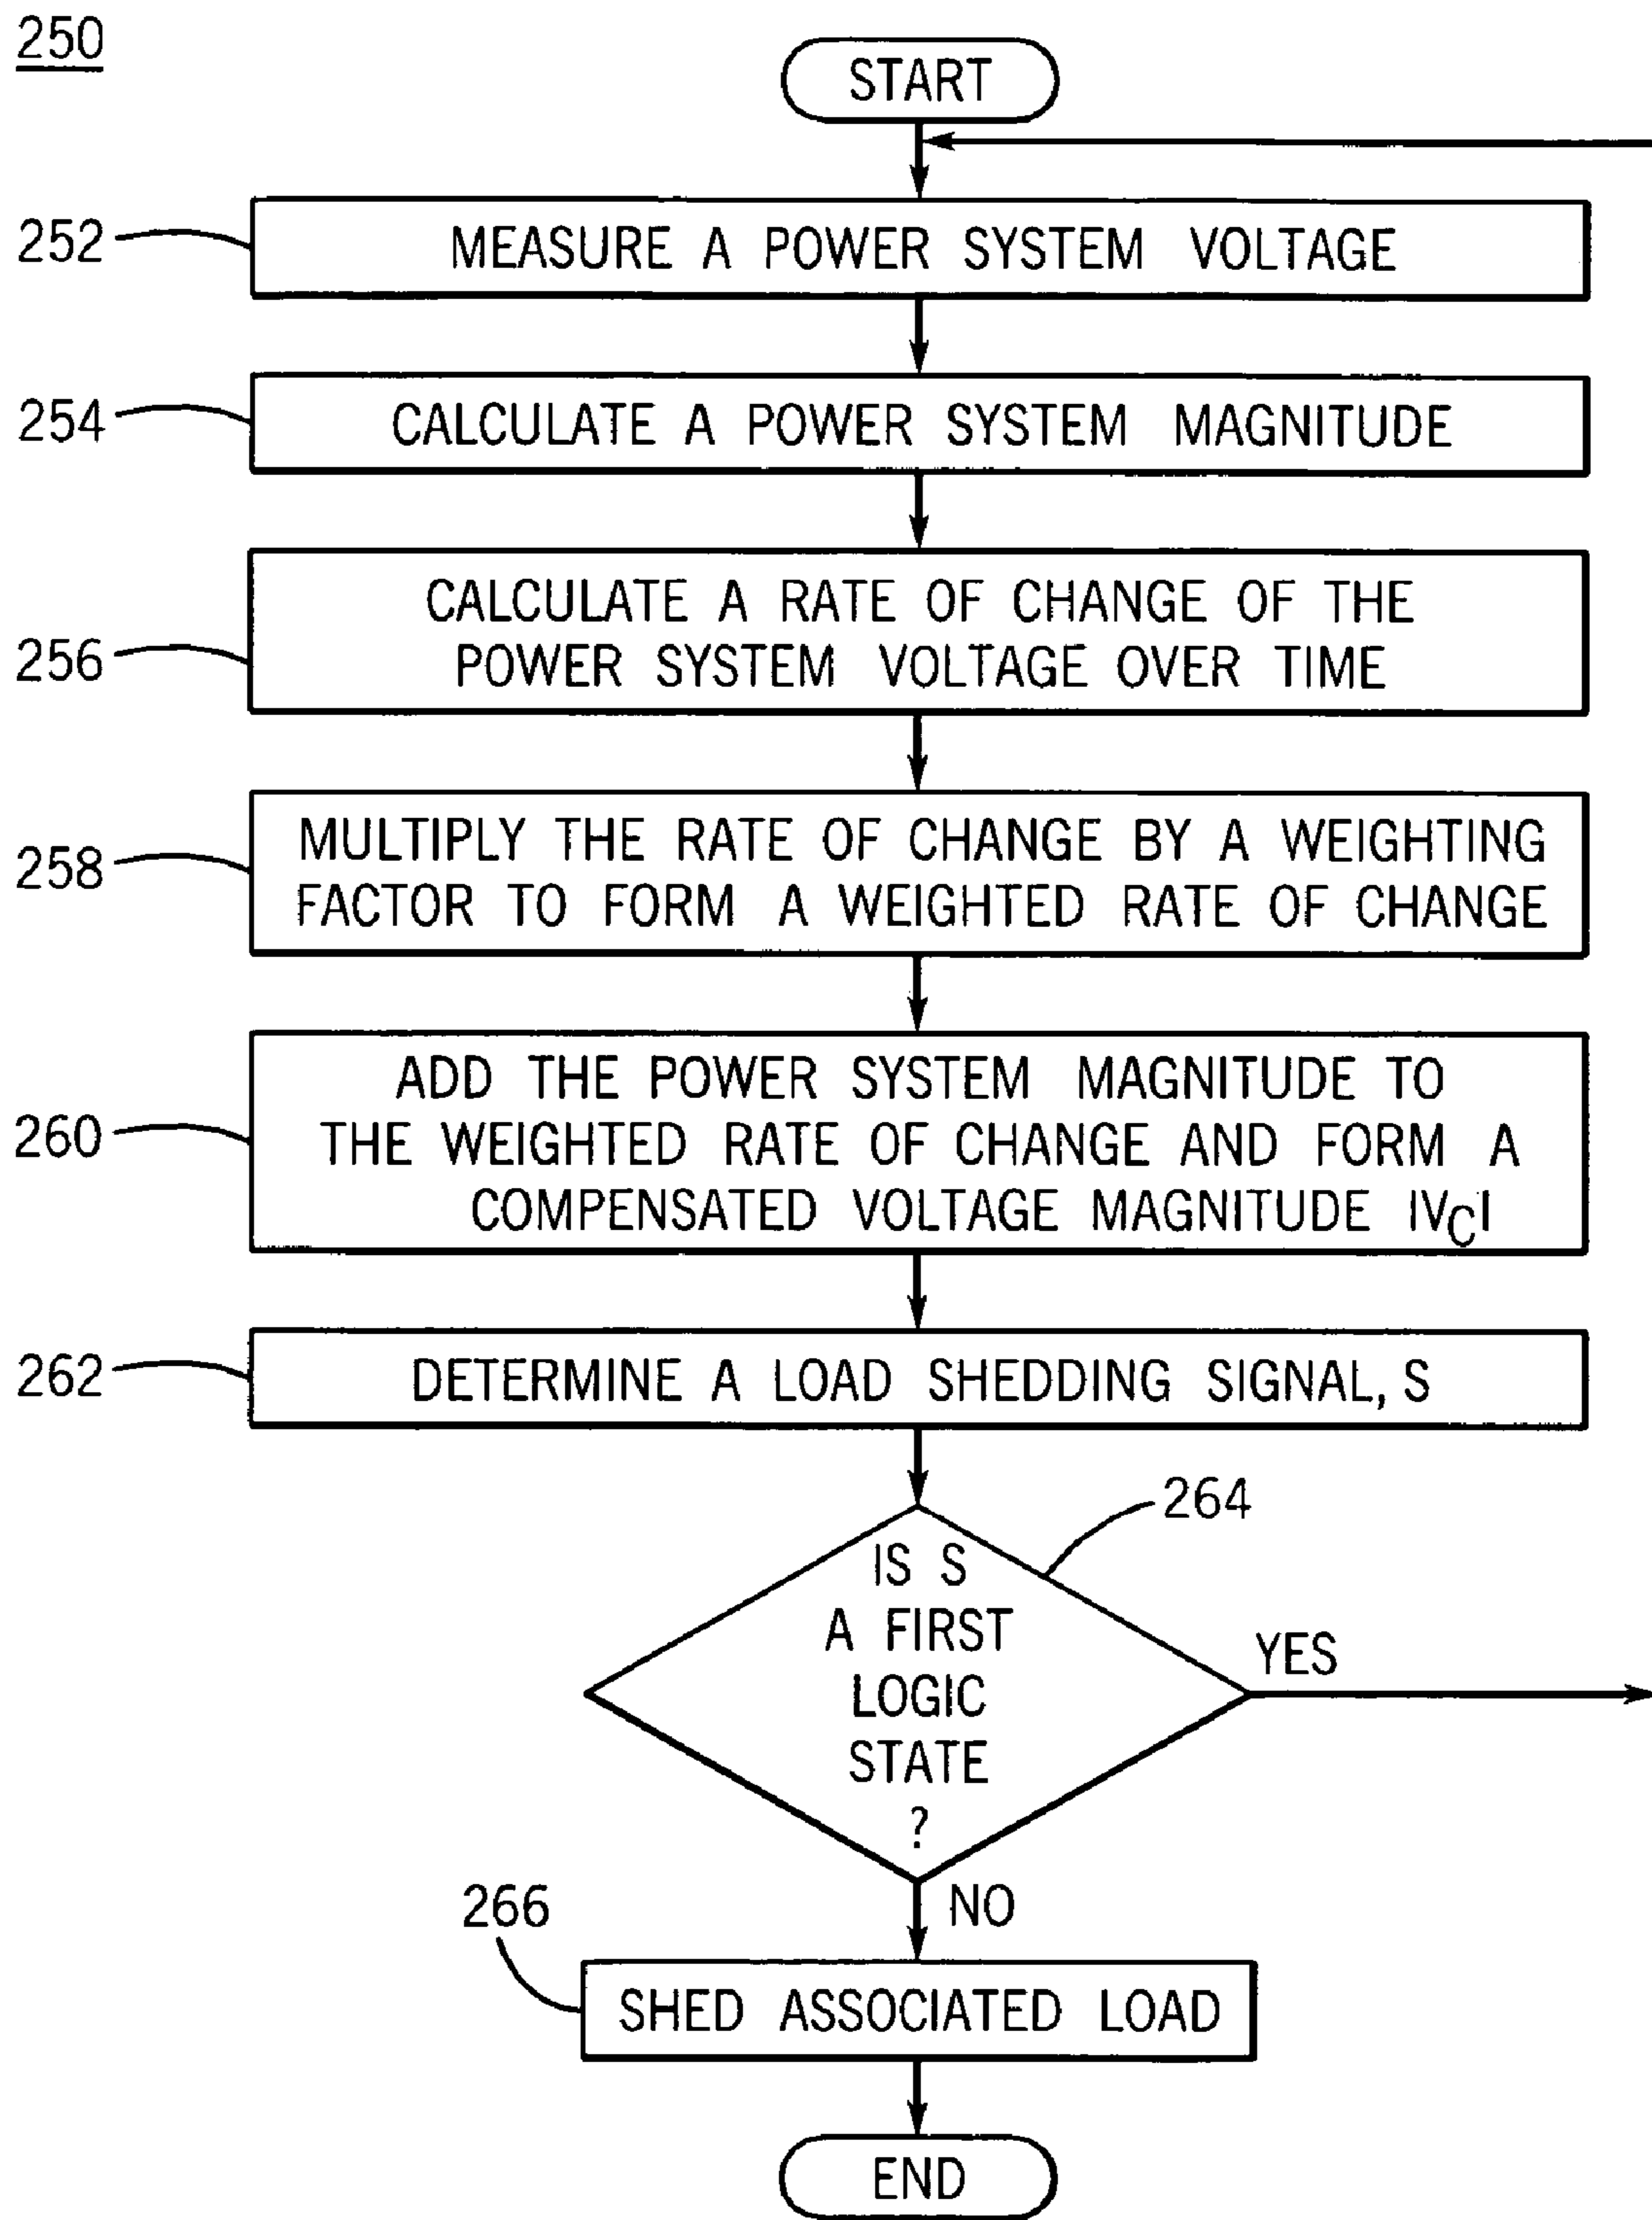 250
START
252
MEASURE A POWER SYSTEM VOLTAGE
254
CALCULATE A POWER SYSTEM MAGNITUDE
CALCULATE A RATE OF CHANGE OF THE
256
POWER SYSTEM VOLTAGE OVER TIME
MULTIPLY THE RATE OF CHANGE BY A WEIGHTING
258
FACTOR TO FORM A WEIGHTED RATE OF CHANGE
ADD THE POWER SYSTEM MAGNITUDE TO
260
THE WEIGHTED RATE OF CHANGE AND FORM A
COMPENSATED VOLTAGE MAGNITUDE |VC|
262
DETERMINE A LOAD SHEDDING SIGNAL, S
264
IS S
A FIRST
LOGIC
STATE
?
YES
NO
266
SHED ASSOCIATED LOAD
END